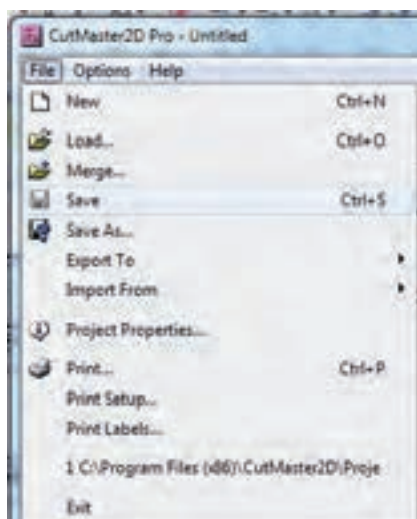 CutMaster2D Pro - Untitled
File Options Help
New Ctrl+N
Load... Ctrl+O
Merge...
Save Ctrl+S
Save As...
Export To
Import From
Project Properties...
Print... Ctrl+P
Print Setup...
Print Labels...
1 C:\Program Files (x86)\CutMaster2D\Proje
Exit